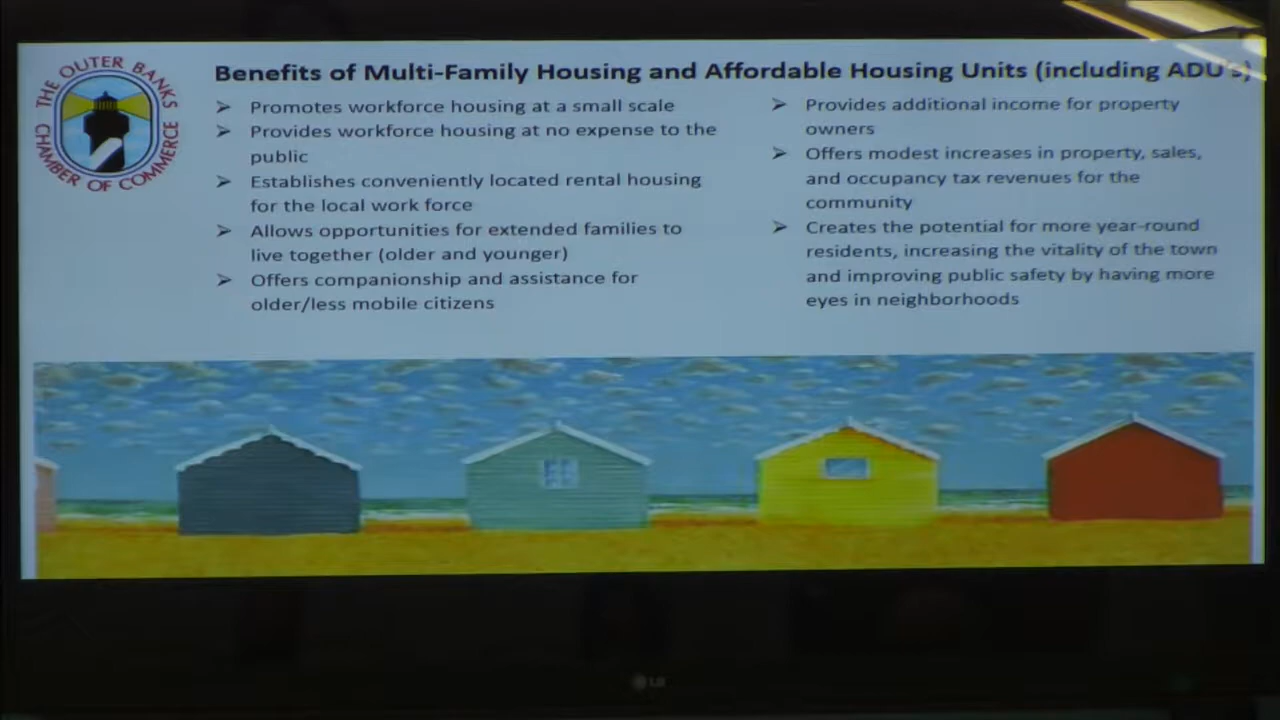 THE OUTER BANKS
CHAMBER OF COMMERCE
Benefits of Multi-Family Housing and Affordable Housing Units (including ADU's)
➢ Promotes workforce housing at a small scale
➢ Provides workforce housing at no expense to the
public
➢ Establishes conveniently located rental housing
for the local work force
➢ Allows opportunities for extended families to
live together (older and younger)
➢ Offers companionship and assistance for
older/less mobile citizens
➢ Provides additional income for property
owners
➢ Offers modest increases in property, sales,
and occupancy tax revenues for the
community
➢ Creates the potential for more year-round
residents, increasing the vitality of the town
and improving public safety by having more
eyes in neighborhoods
LG